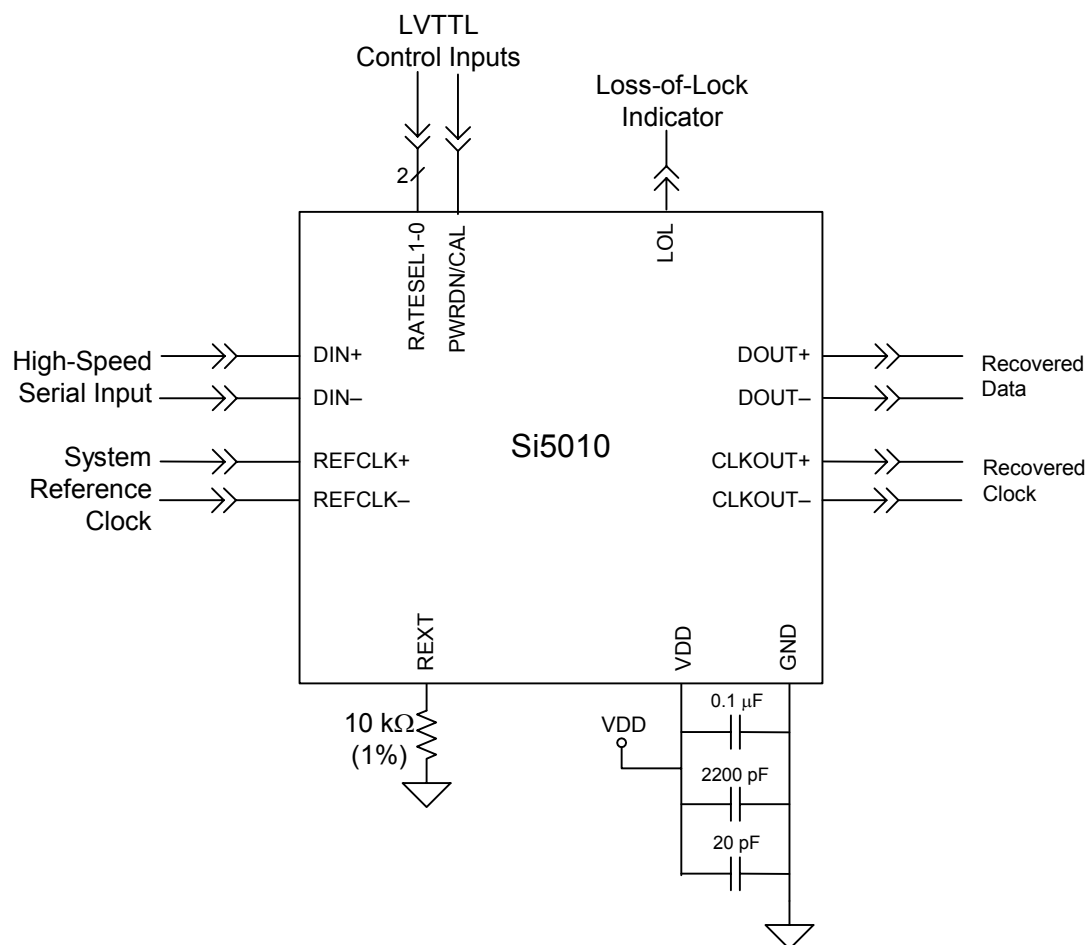 LVTTL
Control Inputs
Loss-of-Lock
Indicator
2
RATESEL1-0
PWRDN/CAL
LOL
High-Speed
Serial Input
DIN+
DIN–
System
Reference
Clock
REFCLK+
REFCLK–
Si5010
DOUT+
DOUT–
Recovered
Data
CLKOUT+
CLKOUT–
Recovered
Clock
REXT
VDD
GND
10 kΩ
(1%)
VDD
0.1 μF
2200 pF
20 pF